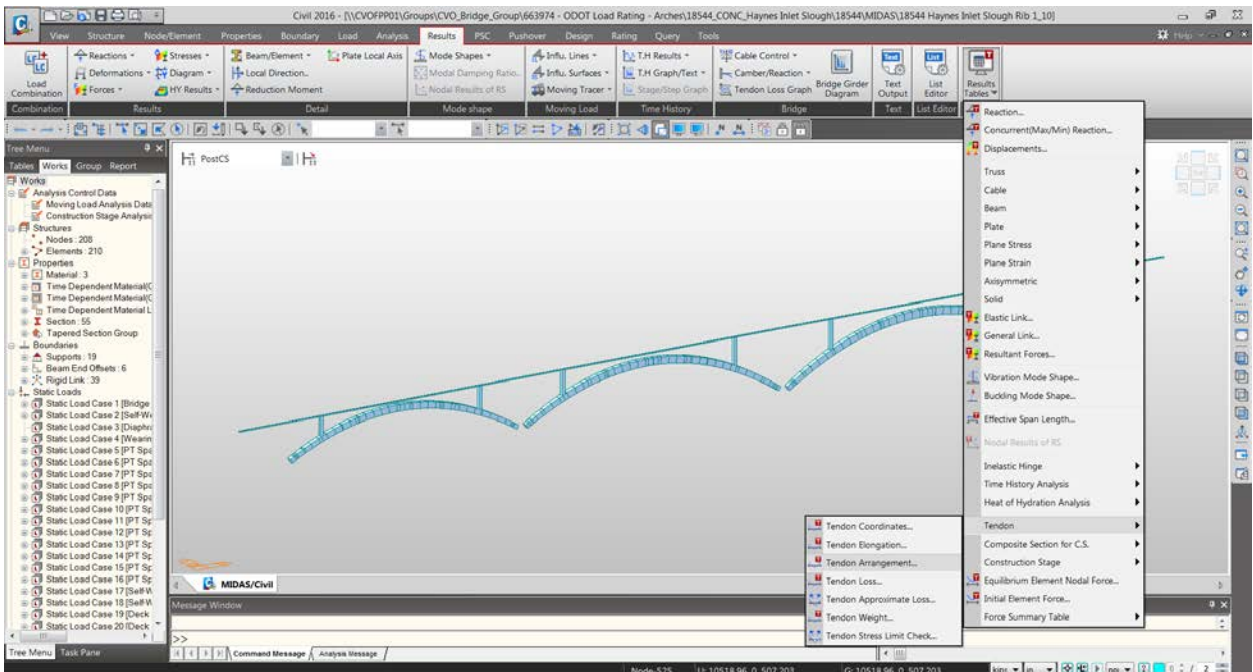 Civil 2016 - [\\CVOFPP01\Groups\CVO_Bridge_Group\663974 - ODOT Load Rating - Arches\18544_CONC_Haynes Inlet Slough\18544\MIDAS\18544 Haynes Inlet Slough Rib 1_10]
View Structure Node/Element Properties Boundary Load Analysis Results PSC Pushover Design Rating Query Tools Help
Load Combination
Reactions
Deformations
Forces
Stresses
Diagram
HY Results
Beam/Element
Local Direction..
Reduction Moment
Plate Local Axis
Mode Shapes
Modal Damping Ratio..
Nodal Results of RS
Influ. Lines
Influ. Surfaces
Moving Tracer
T.H Results
T.H Graph/Text
Stage/Step Graph
Cable Control
Camber/Reaction
Tendon Loss Graph
Bridge Girder Diagram
Text Output
List Editor
Results Tables
Combination Results Detail Mode shape Moving Load Time History Bridge Text List Editor
Tree Menu
Tables Works Group Report
PostCS
Works
Analysis Control Data
Moving Load Analysis Data
Construction Stage Analysis
Structures
Nodes : 208
Elements : 210
Properties
Material : 3
Time Dependent Material(C
Time Dependent Material(C
Time Dependent Material L
Section : 55
Tapered Section Group
Boundaries
Supports : 19
Beam End Offsets : 6
Rigid Link : 39
Static Loads
Static Load Case 1 [Bridge
Static Load Case 2 [Self-W
Static Load Case 3 [Diaphr
Static Load Case 4 [Wearin
Static Load Case 5 [PT Spa
Static Load Case 6 [PT Spa
Static Load Case 7 [PT Spa
Static Load Case 8 [PT Spa
Static Load Case 9 [PT Spa
Static Load Case 10 [PT Sp
Static Load Case 11 [PT Sp
Static Load Case 12 [PT Sp
Static Load Case 13 [PT Sp
Static Load Case 14 [PT Sp
Static Load Case 15 [PT Sp
Static Load Case 16 [PT Sp
Static Load Case 17 [Self-W
Static Load Case 18 [Self-W
Static Load Case 19 [Deck
Static Load Case 20 [Deck
Tree Menu Task Pane
Reaction...
Concurrent(Max/Min) Reaction...
Displacements...
Truss
Cable
Beam
Plate
Plane Stress
Plane Strain
Axisymmetric
Solid
Elastic Link...
General Link...
Resultant Forces...
Vibration Mode Shape...
Buckling Mode Shape...
Effective Span Length...
Nodal Results of RS
Inelastic Hinge
Time History Analysis
Heat of Hydration Analysis
Tendon
Composite Section for C.S.
Construction Stage
Equilibrium Element Nodal Force...
Initial Element Force...
Force Summary Table
Tendon Coordinates...
Tendon Elongation...
Tendon Arrangement...
Tendon Loss...
Tendon Approximate Loss...
Tendon Weight...
Tendon Stress Limit Check...
MIDAS/Civil
Message Window
>>
Command Message Analysis Message
Node-525 U: 10518.96, 0, 507.203 G: 10518.96, 0, 507.203 kips in